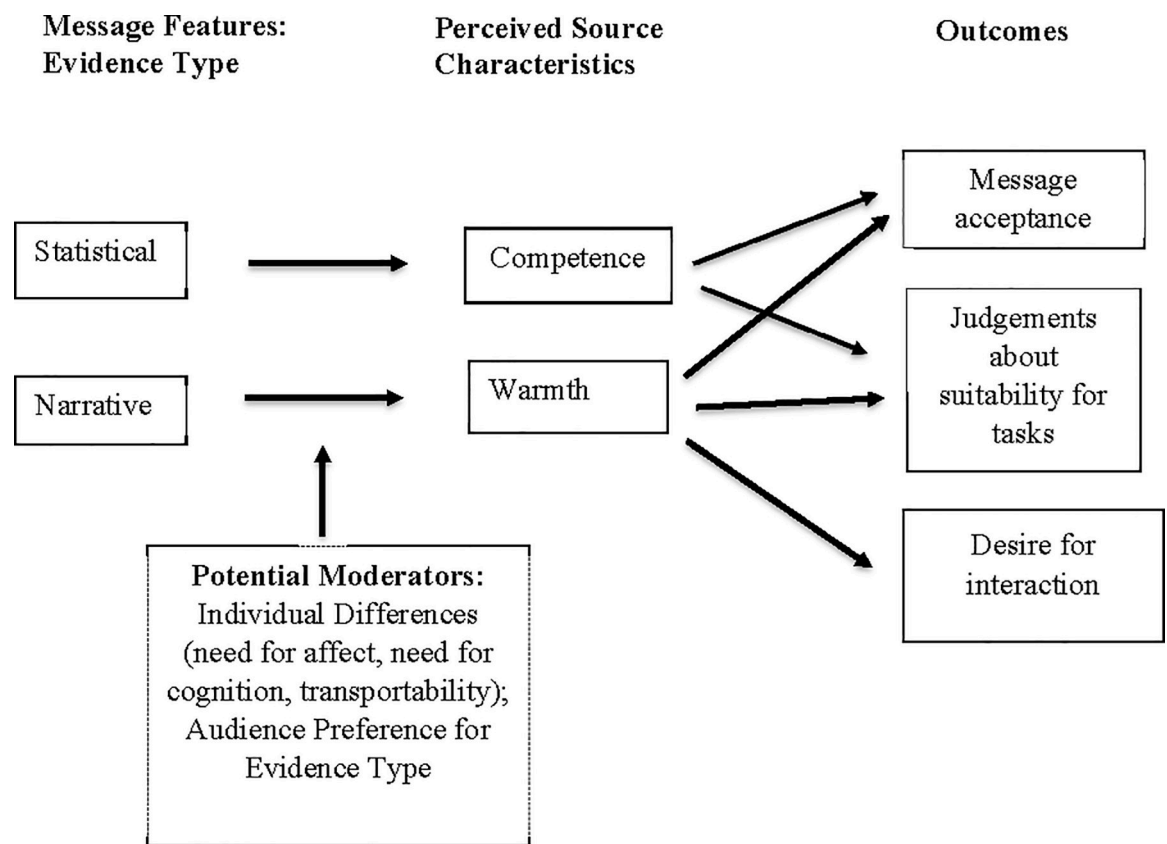 Message Features:
Evidence Type
Perceived Source
Characteristics
Outcomes
Statistical
Narrative
Competence
Warmth
Message
acceptance
Judgements
about
suitability for
tasks
Desire for
interaction
Potential Moderators:
Individual Differences
(need for affect, need for
cognition, transportability);
Audience Preference for
Evidence Type